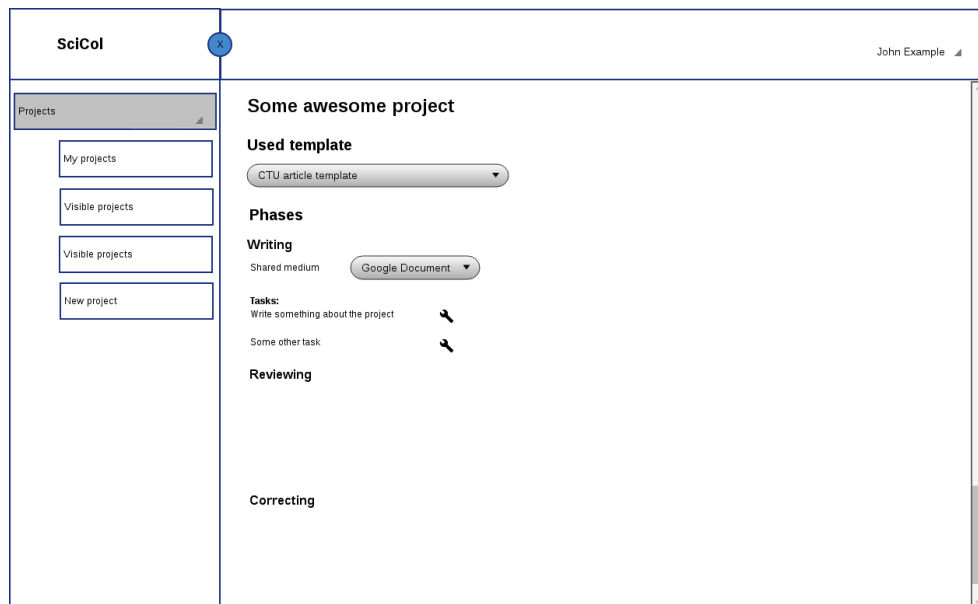 SciCol
X
John Example
Projects
My projects
Visible projects
Visible projects
New project
Some awesome project
Used template
CTU article template
Phases
Writing
Shared medium
Google Document
Tasks:
Write something about the project
Some other task
Reviewing
Correcting